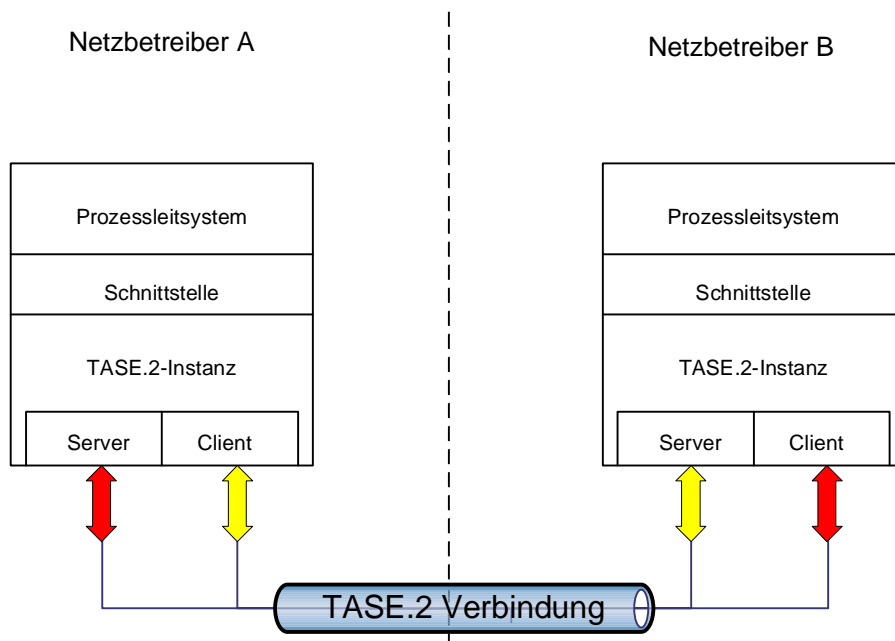 Netzbetreiber A
Netzbetreiber B
Prozessleitsystem
Schnittstelle
TASE.2-Instanz
Server
Client
Prozessleitsystem
Schnittstelle
TASE.2-Instanz
Server
Client
TASE.2 Verbindung